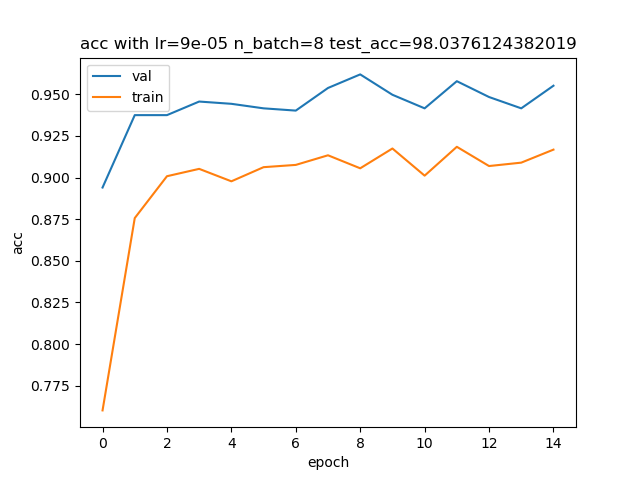 acc with lr=9e-05 n_batch=8 test_acc=98.0376124382019
val
train
0.950
0.925
0.900
0.875
0.850
0.825
0.800
0.775
acc
0 2 4 6 8 10 12 14
epoch